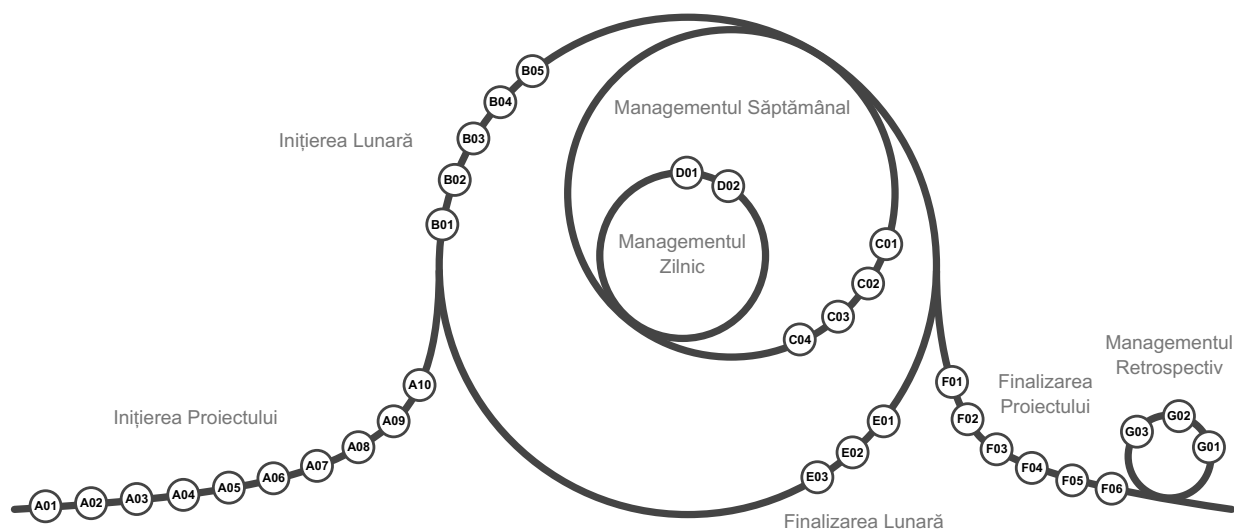 Inițierea Proiectului
A01
A02
A03
A04
A05
A06
A07
A08
A09
A10
Inițierea Lunară
B01
B02
B03
B04
B05
Managementul Săptămânal
C01
C02
C03
C04
Managementul
Zilnic
D01
D02
Finalizarea Lunară
E01
E02
E03
Finalizarea
Proiectului
F01
F02
F03
F04
F05
F06
Managementul
Retrospectiv
G01
G02
G03